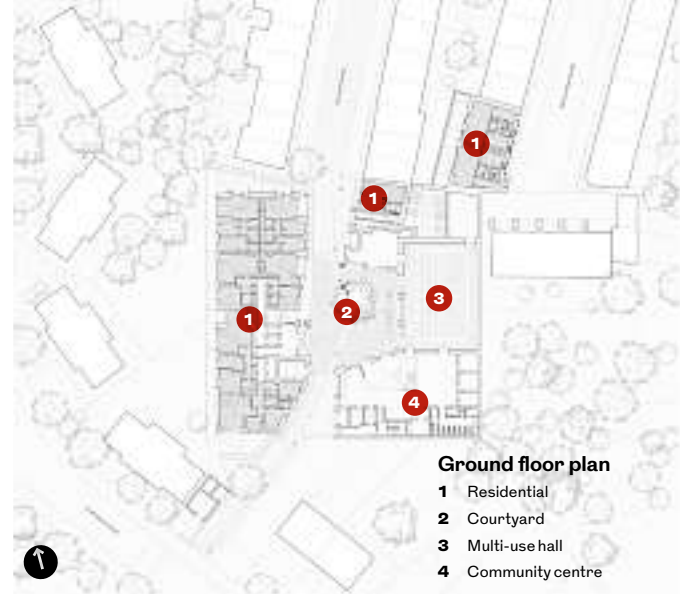 1
1
1
2
3
4
Ground floor plan
1 Residential
2 Courtyard
3 Multi-use hall
4 Community centre